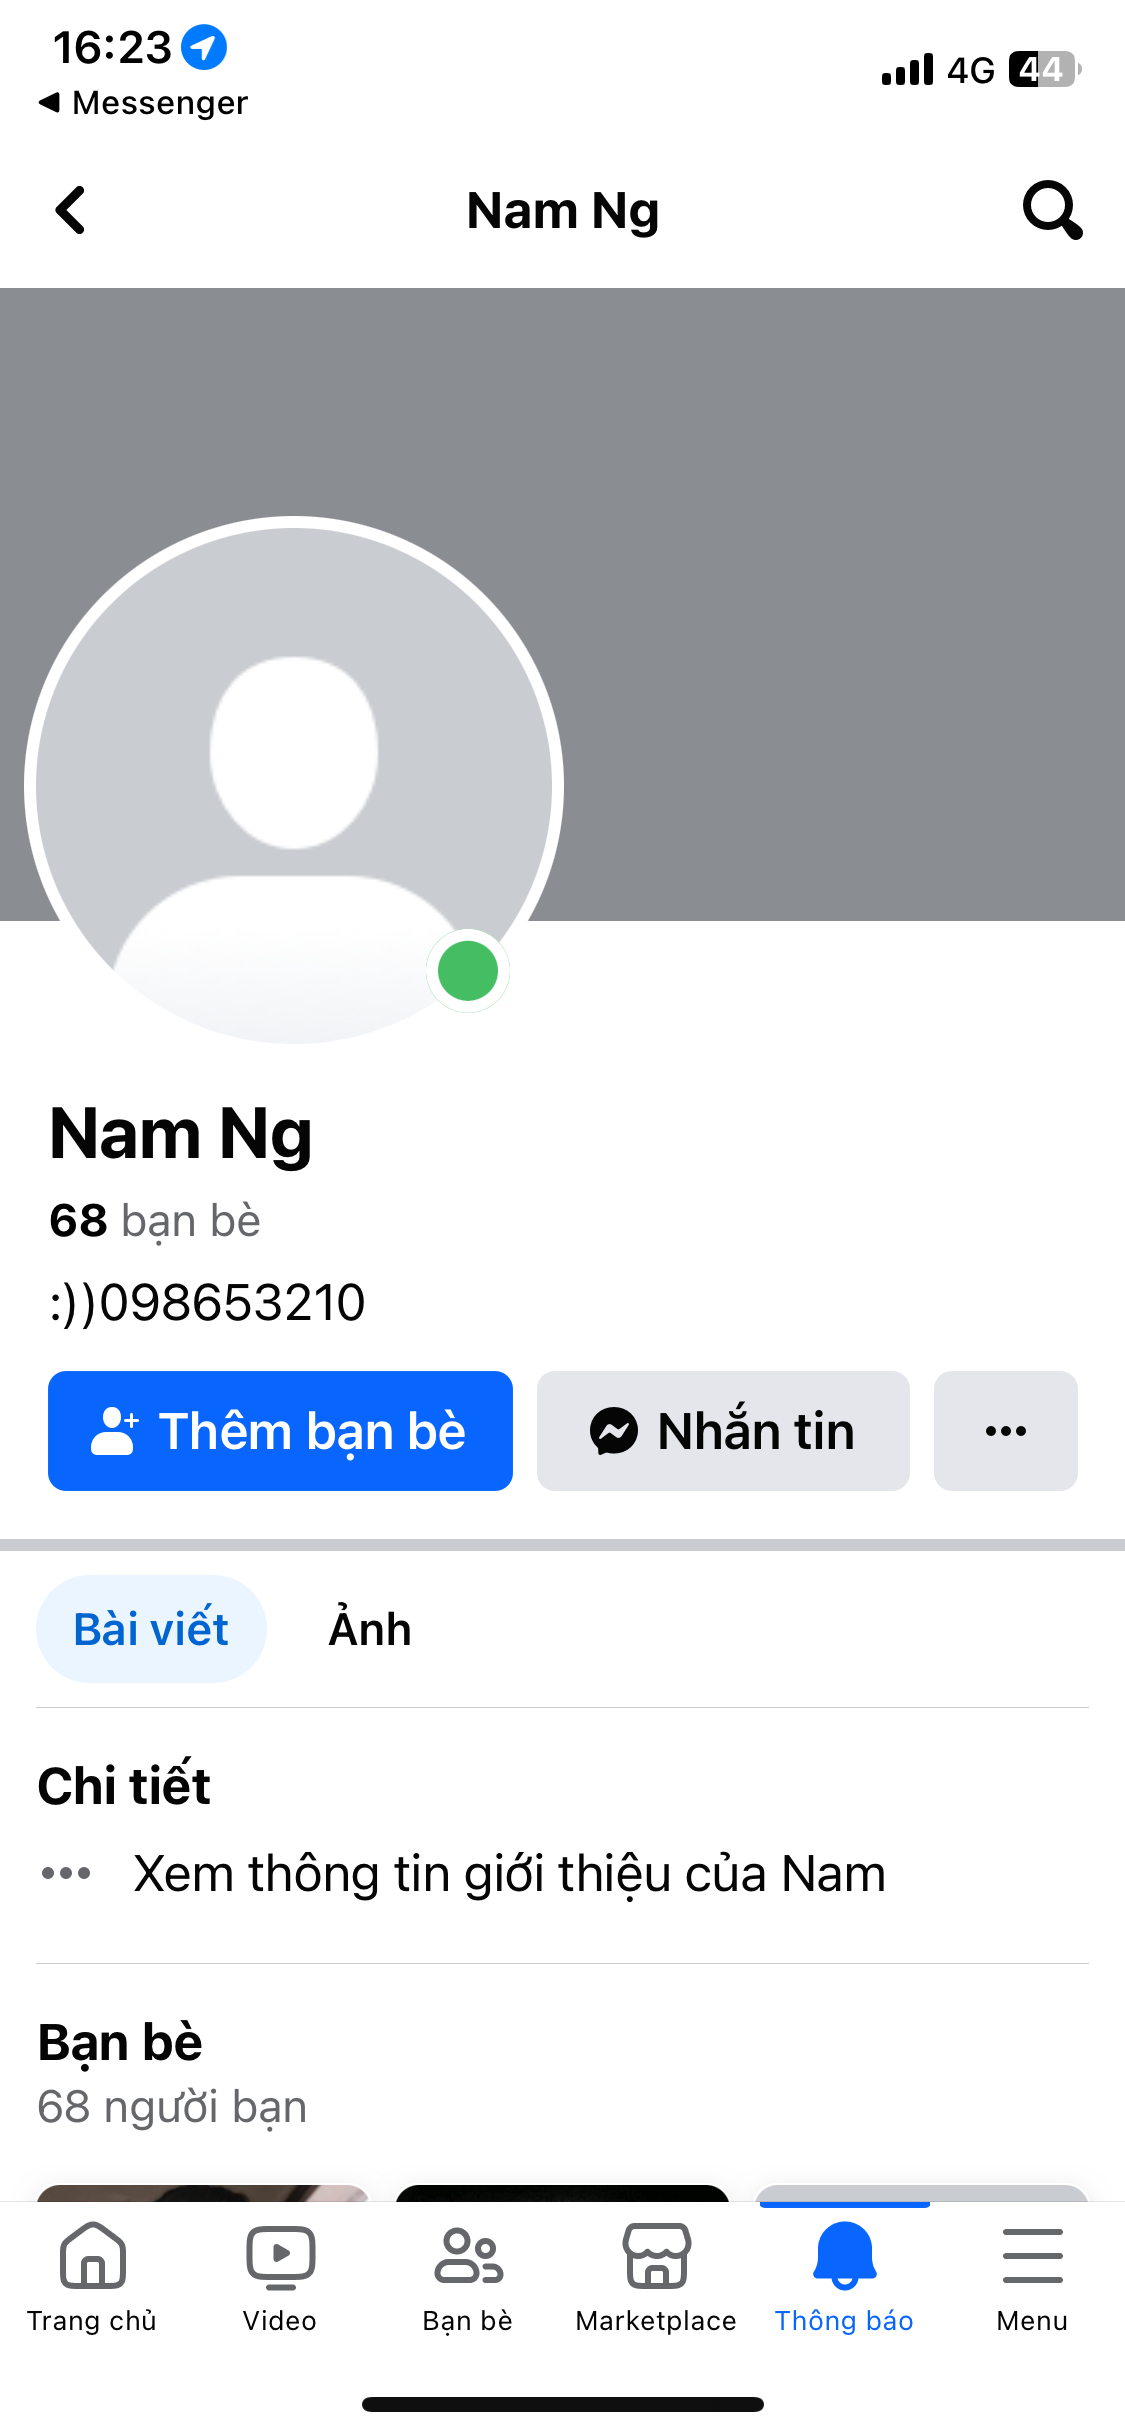 16:23
4G 44
◀ Messenger
Nam Ng
Nam Ng
68 bạn bè
:))098653210
Thêm bạn bè
Nhắn tin
Bài viết
Ảnh
Chi tiết
Xem thông tin giới thiệu của Nam
Bạn bè
68 người bạn
Trang chủ
Video
Bạn bè
Marketplace
Thông báo
Menu